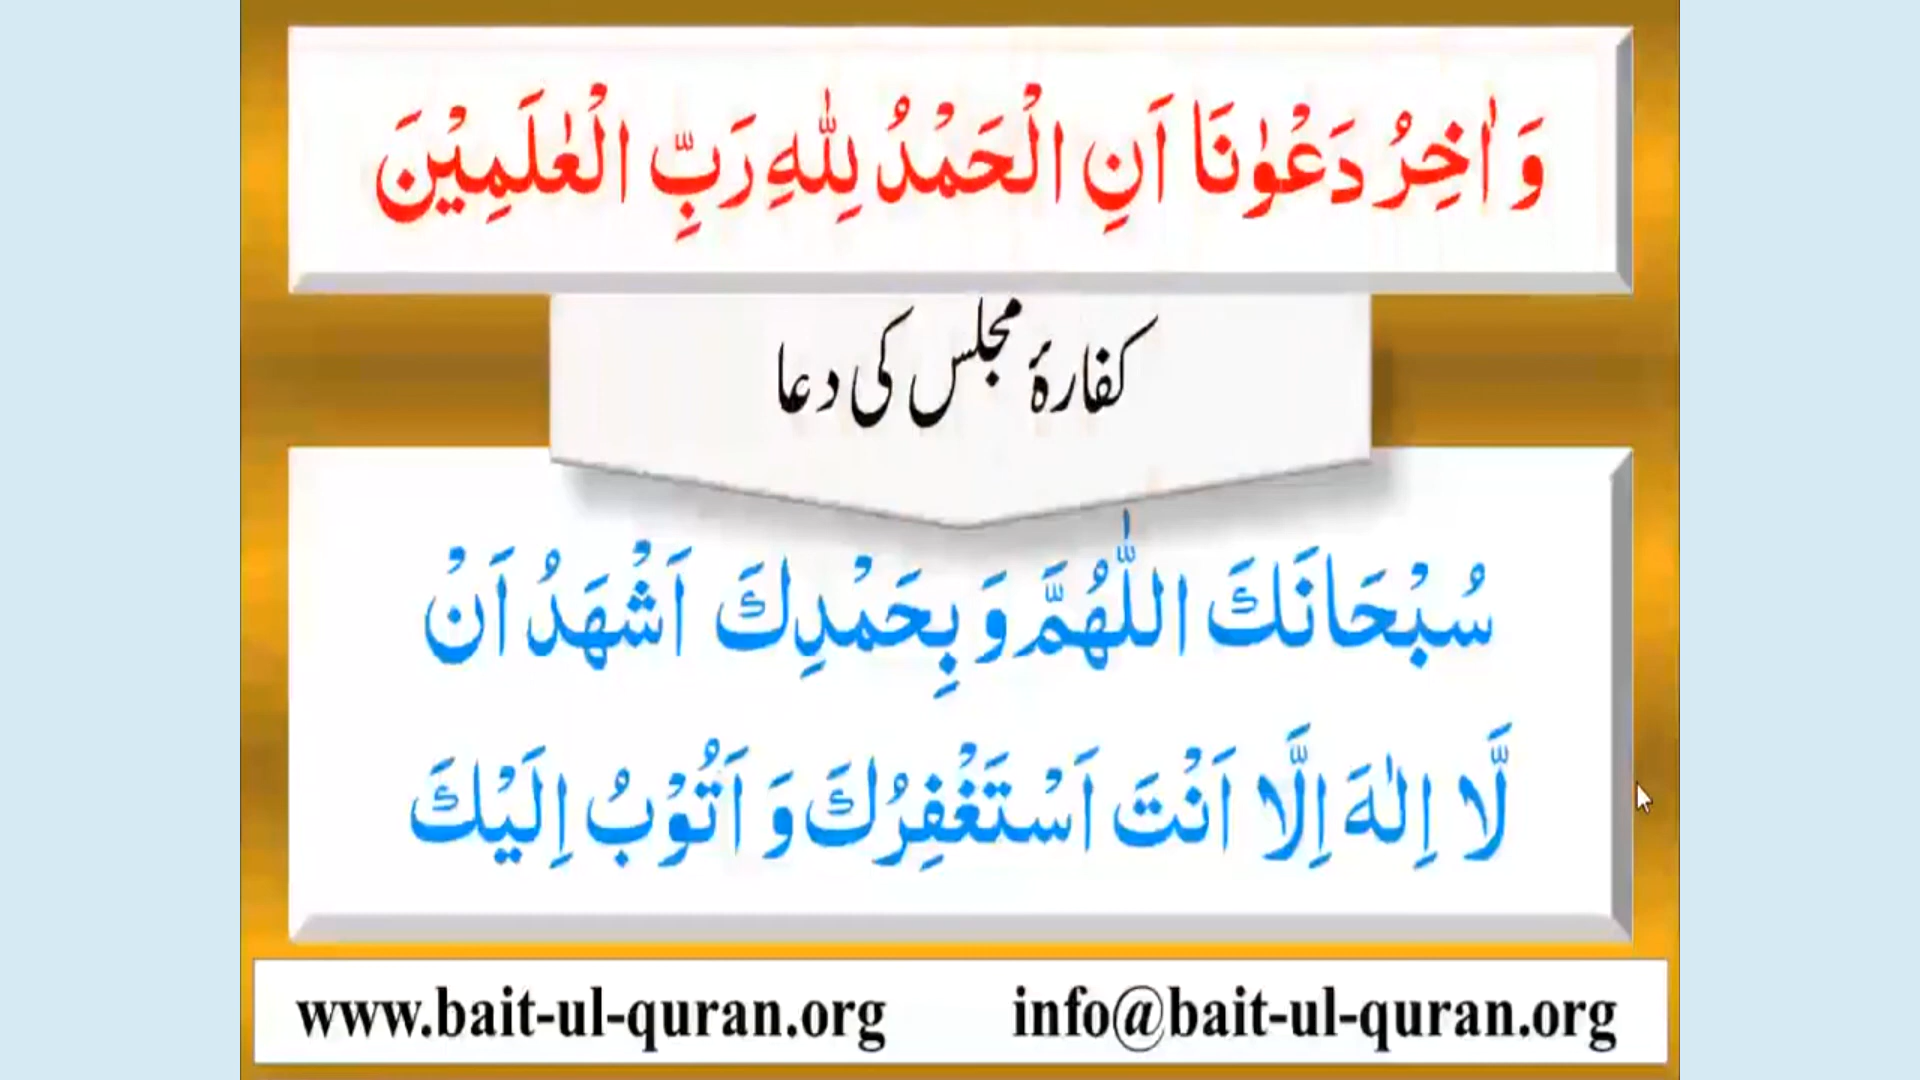 وَ اٰخِرُ دَعْوٰنَا اَنِ الْحَمْدُ لِلّٰهِ رَبِّ الْعٰلَمِيْنَ
کفارۂ مجلس کی دعا
سُبْحَانَكَ اللّٰهُمَّ وَ بِحَمْدِكَ اَشْهَدُ اَنْ
لَّا اِلٰهَ اِلَّا اَنْتَ اَسْتَغْفِرُكَ وَ اَتُوْبُ اِلَيْكَ
www.bait-ul-quran.org info@bait-ul-quran.org